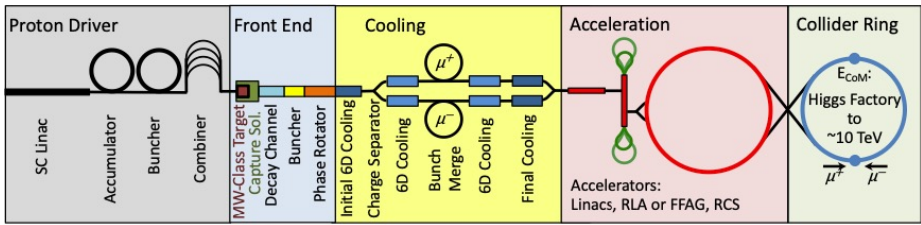 Proton Driver
SC Linac
Accumulator
Buncher
Combiner
Front End
MW-Class Target
Capture Sol.
Decay Channel
Buncher
Phase Rotator
Cooling
Initial 6D Cooling
Charge Separator
6D Cooling
μ⁺
μ⁻
Bunch
Merge
6D Cooling
Final Cooling
Acceleration
Accelerators:
Linacs, RLA or FFAG, RCS
Collider Ring
E_CoM:
Higgs Factory
to
~10 TeV
μ⁺ μ⁻